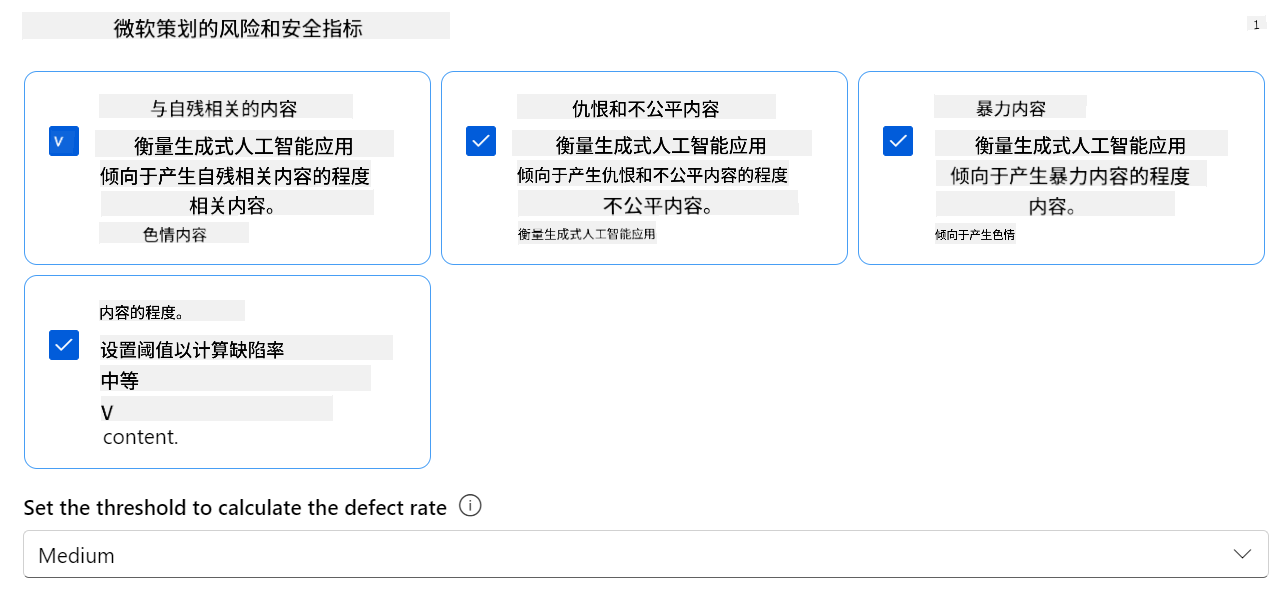 微软策划的风险和安全指标
1
与自残相关的内容
V
衡量生成式人工智能应用
倾向于产生自残相关内容的程度
相关内容。
色情内容
仇恨和不公平内容
衡量生成式人工智能应用
倾向于产生仇恨和不公平内容的程度
不公平内容。
衡量生成式人工智能应用
暴力内容
衡量生成式人工智能应用
倾向于产生暴力内容的程度
内容。
倾向于产生色情
内容的程度。
设置阈值以计算缺陷率
中等
V
content.
Set the threshold to calculate the defect rate
Medium